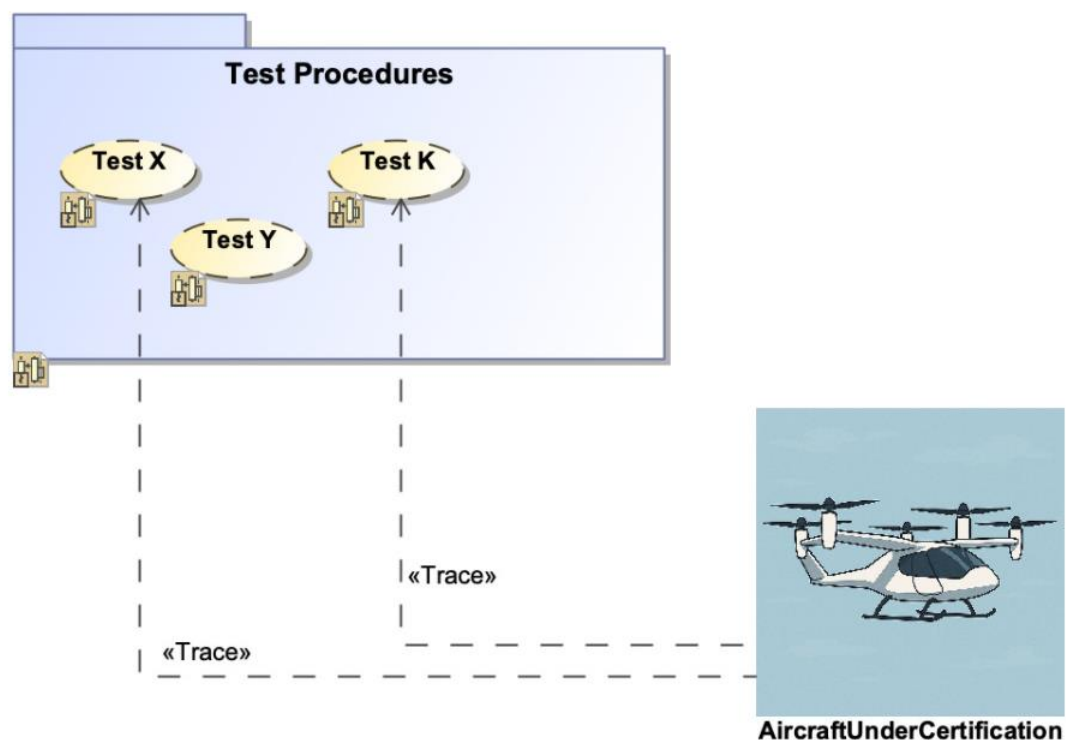 Test Procedures
Test X
Test K
Test Y
«Trace»
«Trace»
AircraftUnderCertification